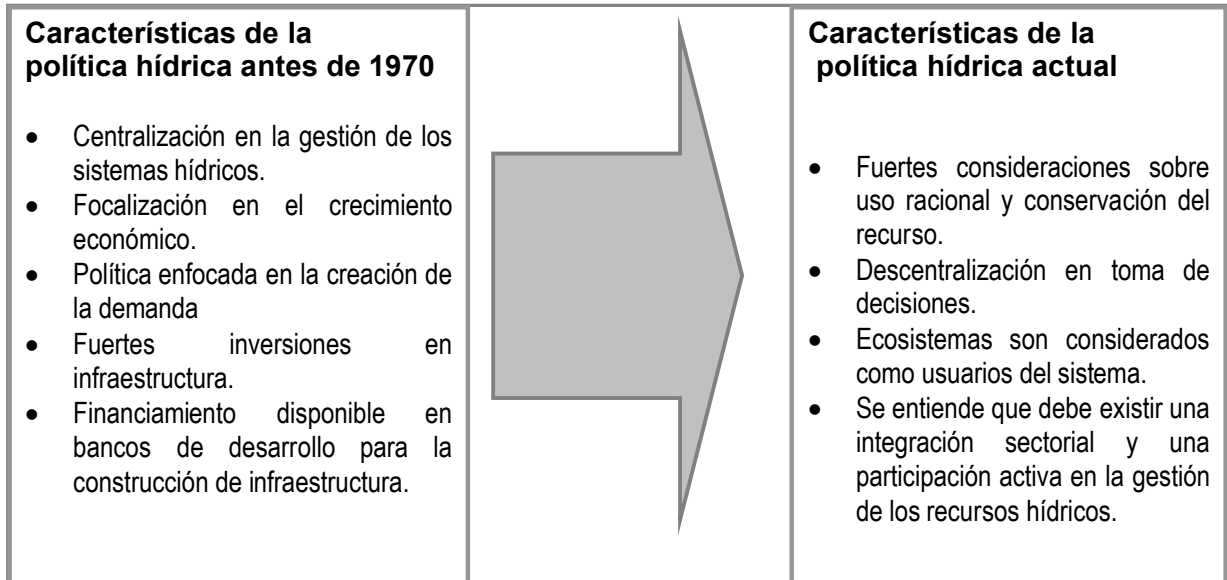 Características de la
política hídrica antes de 1970
• Centralización en la gestión de los
sistemas hídricos.
• Focalización en el crecimiento
económico.
• Política enfocada en la creación de
la demanda
• Fuertes inversiones en
infraestructura.
• Financiamiento disponible en
bancos de desarrollo para la
construcción de infraestructura.
Características de la
política hídrica actual
• Fuertes consideraciones sobre
uso racional y conservación del
recurso.
• Descentralización en toma de
decisiones.
• Ecosistemas son considerados
como usuarios del sistema.
• Se entiende que debe existir una
integración sectorial y una
participación activa en la gestión
de los recursos hídricos.